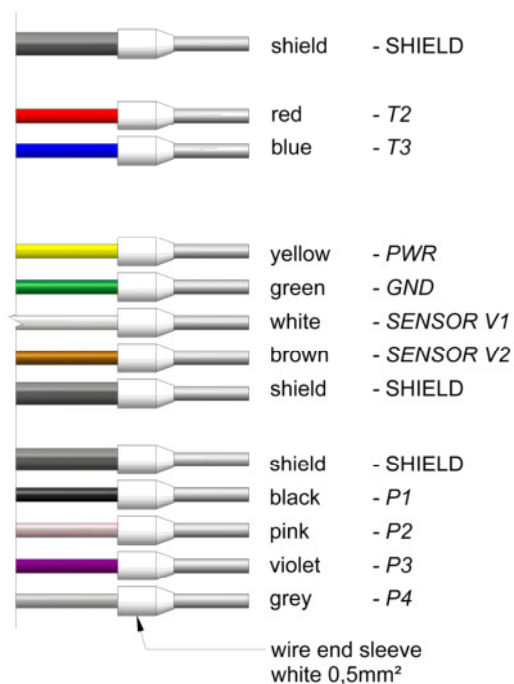 shield - SHIELD
red - T2
blue - T3
yellow - PWR
green - GND
white - SENSOR V1
brown - SENSOR V2
shield - SHIELD
shield - SHIELD
black - P1
pink - P2
violet - P3
grey - P4
wire end sleeve
white 0,5mm²